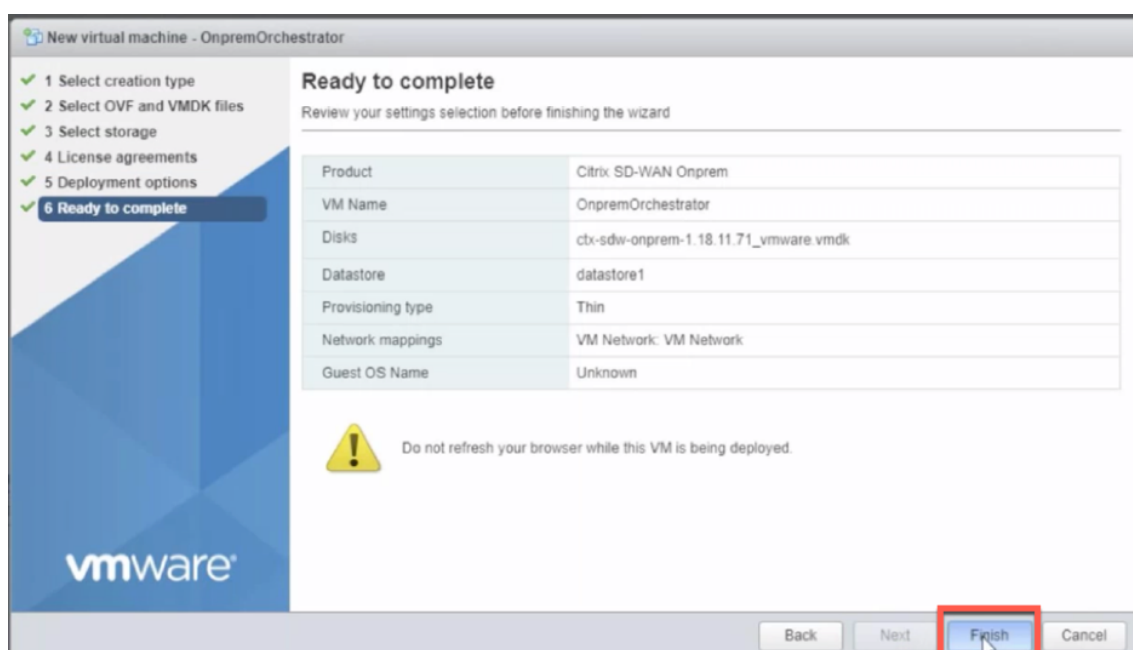 New virtual machine - OnpremOrchestrator
1 Select creation type
2 Select OVF and VMDK files
3 Select storage
4 License agreements
5 Deployment options
6 Ready to complete
Ready to complete
Review your settings selection before finishing the wizard
Product Citrix SD-WAN Onprem
VM Name OnpremOrchestrator
Disks ctx-sdw-onprem-1.18.11.71_vmware.vmdk
Datastore datastore1
Provisioning type Thin
Network mappings VM Network: VM Network
Guest OS Name Unknown
Do not refresh your browser while this VM is being deployed.
vmware®
Back Next Finish Cancel